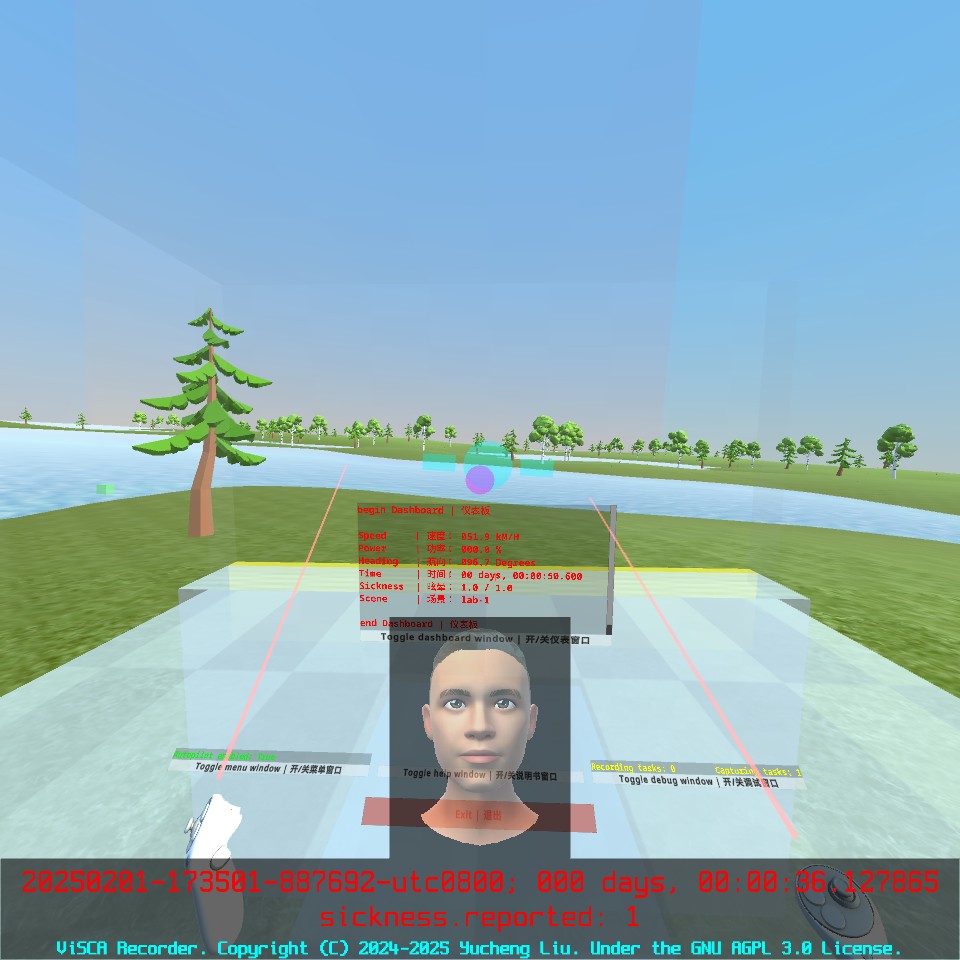 begin Dashboard | 仪表板
Speed | 速度： 051.9 kM/H
Power | 功率： 000.0 %
Heading | 航向： 096.7 Degrees
Time | 时间： 00 days, 00:00:50.600
Sickness | 眩晕： 1.0 / 1.0
Scene | 场景： lab-1
end Dashboard | 仪表板
Toggle dashboard window | 开/关仪表窗口
Toggle menu window | 开/关菜单窗口
Toggle help window | 开/关说明书窗口
Recording tasks: 0 Capturing tasks: 1
Toggle debug window | 开/关调试窗口
Exit | 退出
20250201-173501-887692-utc0800; 000 days, 00:00:36.127865
sickness.reported: 1
ViSCA Recorder. Copyright (C) 2024-2025 Yucheng Liu. Under the GNU AGPL 3.0 License.